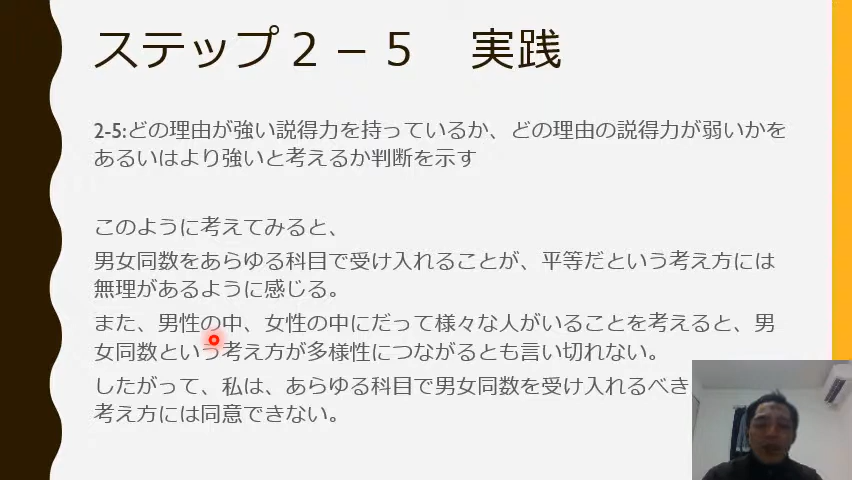 ステップ２－５　実践
2-5:どの理由が強い説得力を持っているか、どの理由の説得力が弱いかを
あるいはより強いと考えるか判断を示す
このように考えてみると、
男女同数をあらゆる科目で受け入れることが、平等だという考え方には
無理があるように感じる。
また、男性の中、女性の中にだって様々な人がいることを考えると、男
女同数という考え方が多様性につながるとも言い切れない。
したがって、私は、あらゆる科目で男女同数を受け入れるべき
考え方には同意できない。